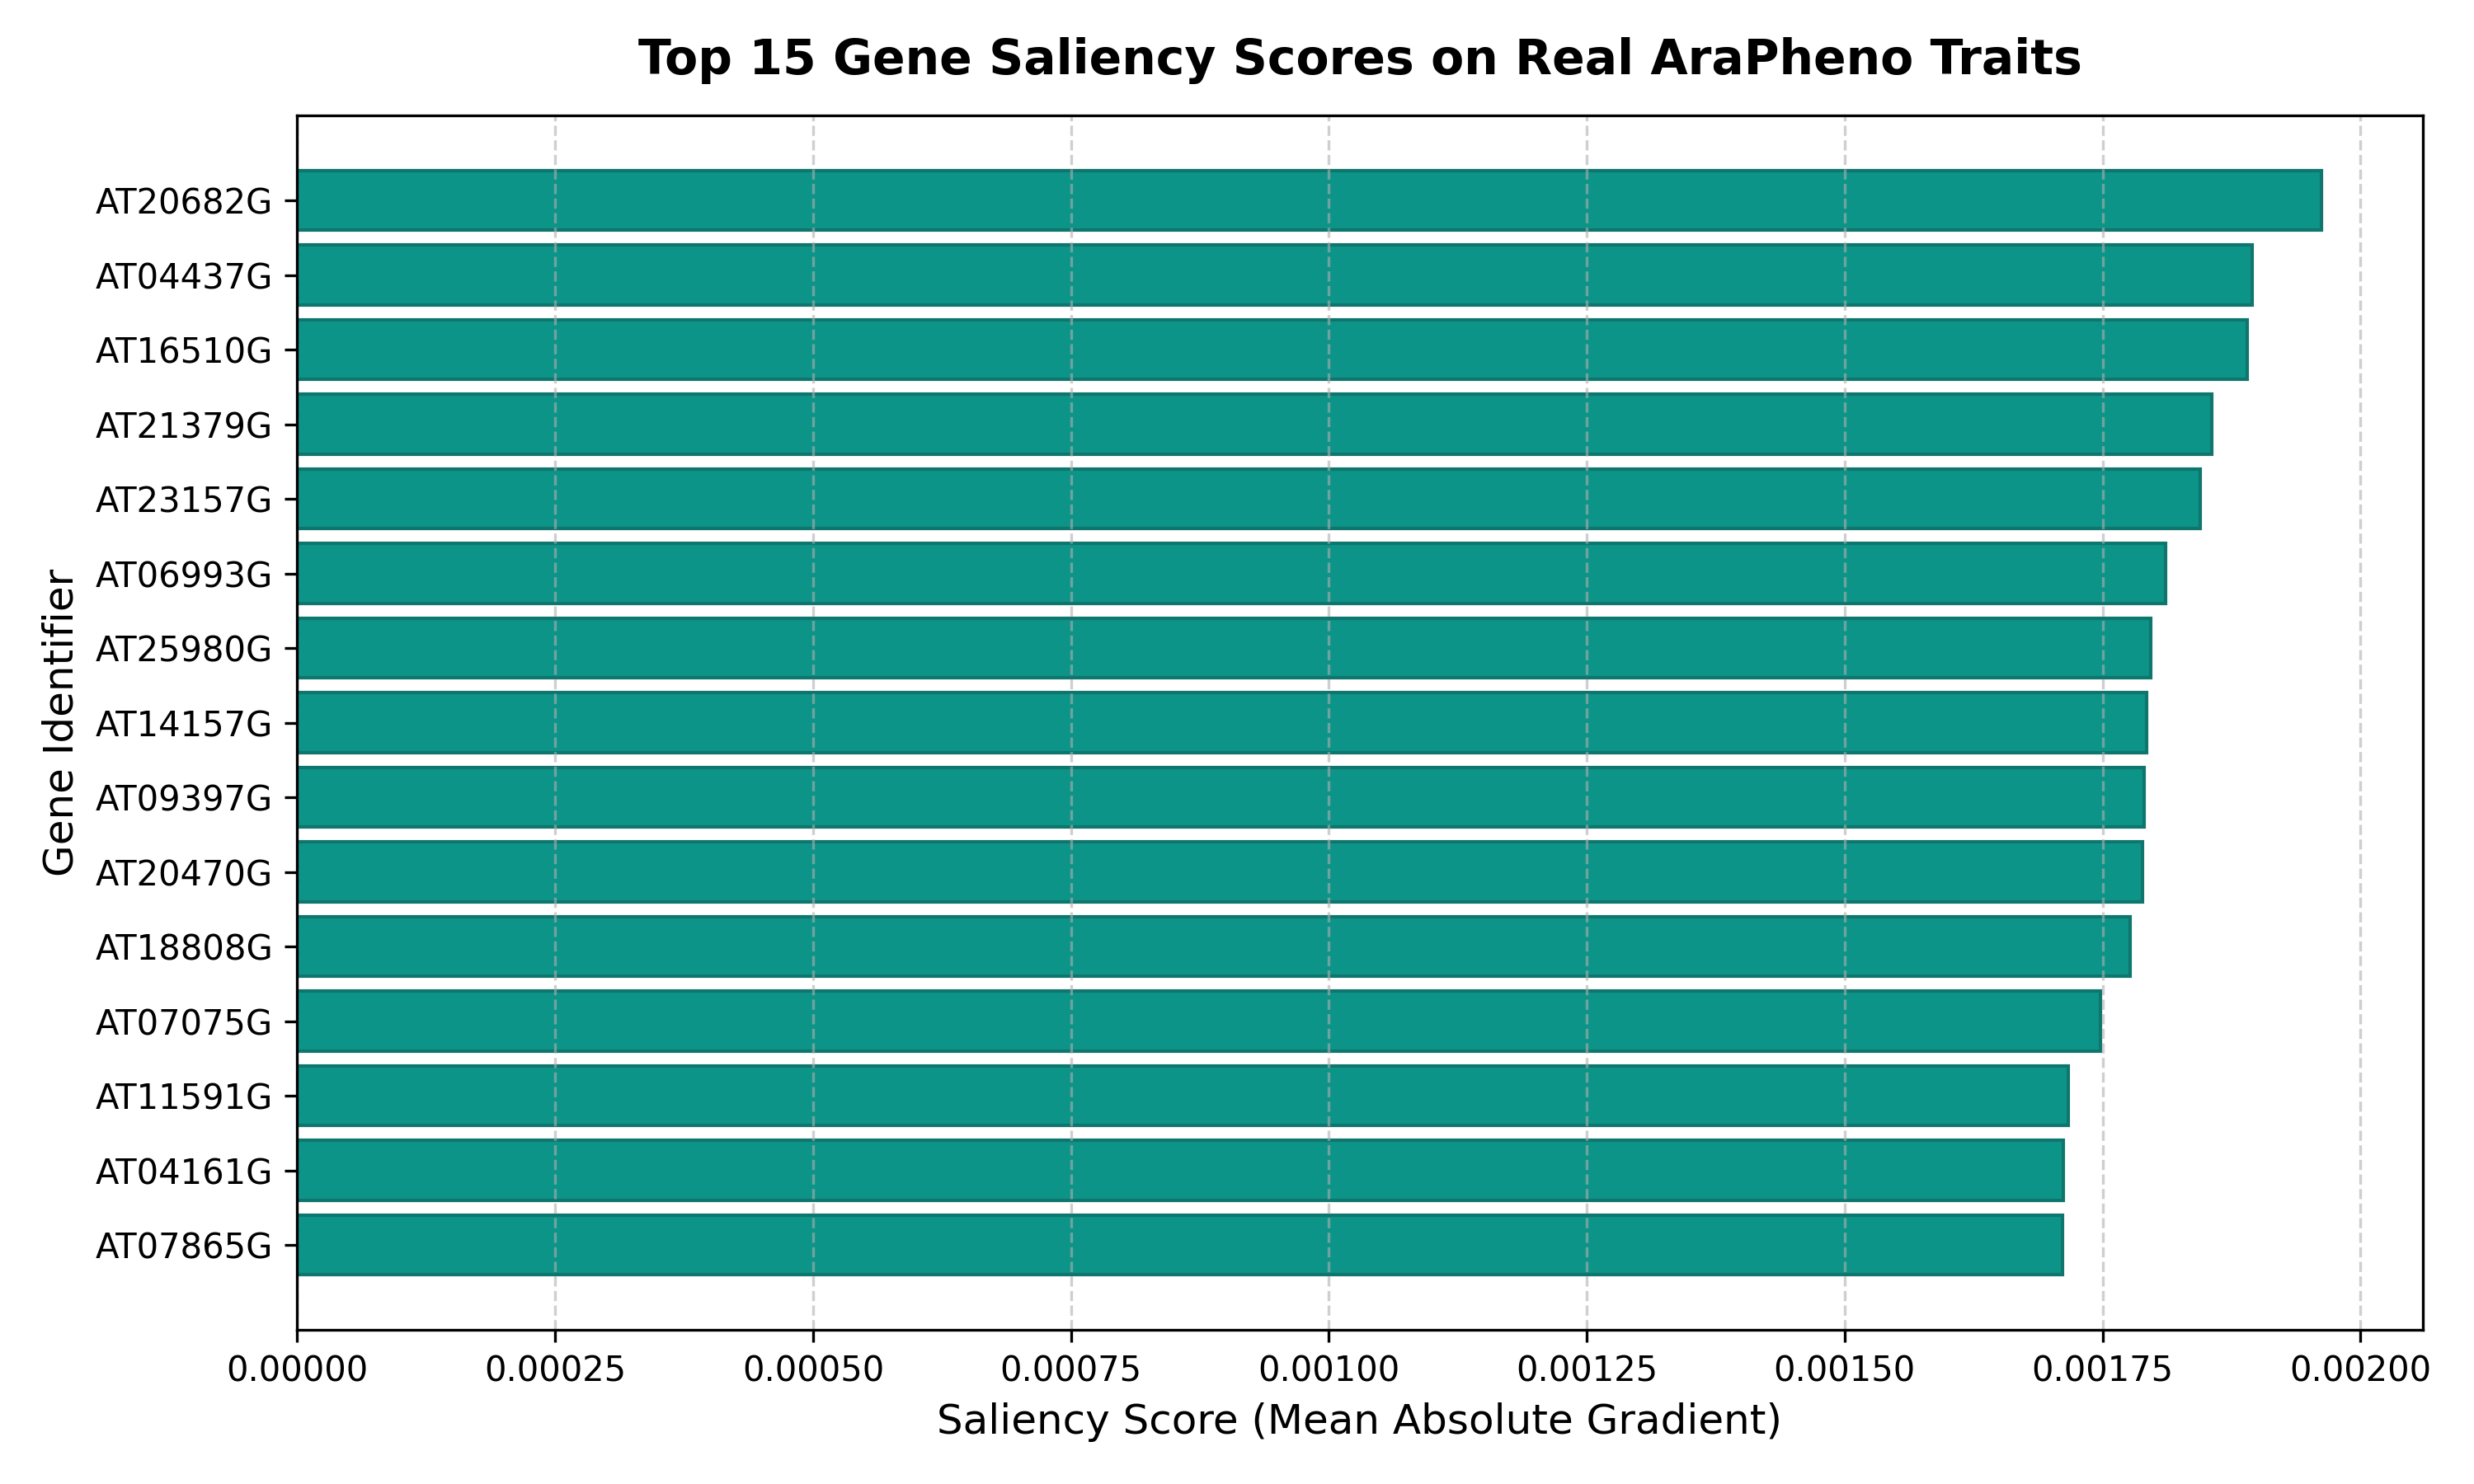 Top 15 Gene Saliency Scores on Real AraPheno Traits
Gene Identifier
AT20682G
AT04437G
AT16510G
AT21379G
AT23157G
AT06993G
AT25980G
AT14157G
AT09397G
AT20470G
AT18808G
AT07075G
AT11591G
AT04161G
AT07865G
0.00000 0.00025 0.00050 0.00075 0.00100 0.00125 0.00150 0.00175 0.00200
Saliency Score (Mean Absolute Gradient)